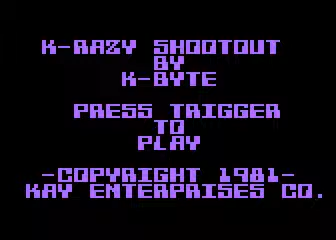 K-RAZY SHOOTOUT
BY
K-BYTE
PRESS TRIGGER
TO
PLAY
-COPYRIGHT 1981-
KAY ENTERPRISES CO.